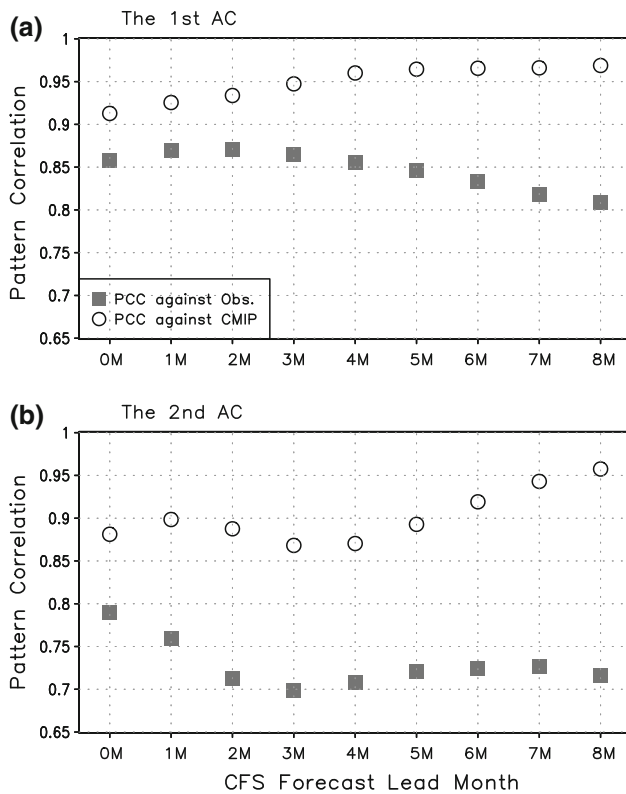 (a) The 1st AC
Pattern Correlation
1
0.95
0.9
0.85
0.8
0.75
0.7
0.65
PCC against Obs.
PCC against CMIP
0M 1M 2M 3M 4M 5M 6M 7M 8M
(b) The 2nd AC
Pattern Correlation
1
0.95
0.9
0.85
0.8
0.75
0.7
0.65
0M 1M 2M 3M 4M 5M 6M 7M 8M
CFS Forecast Lead Month